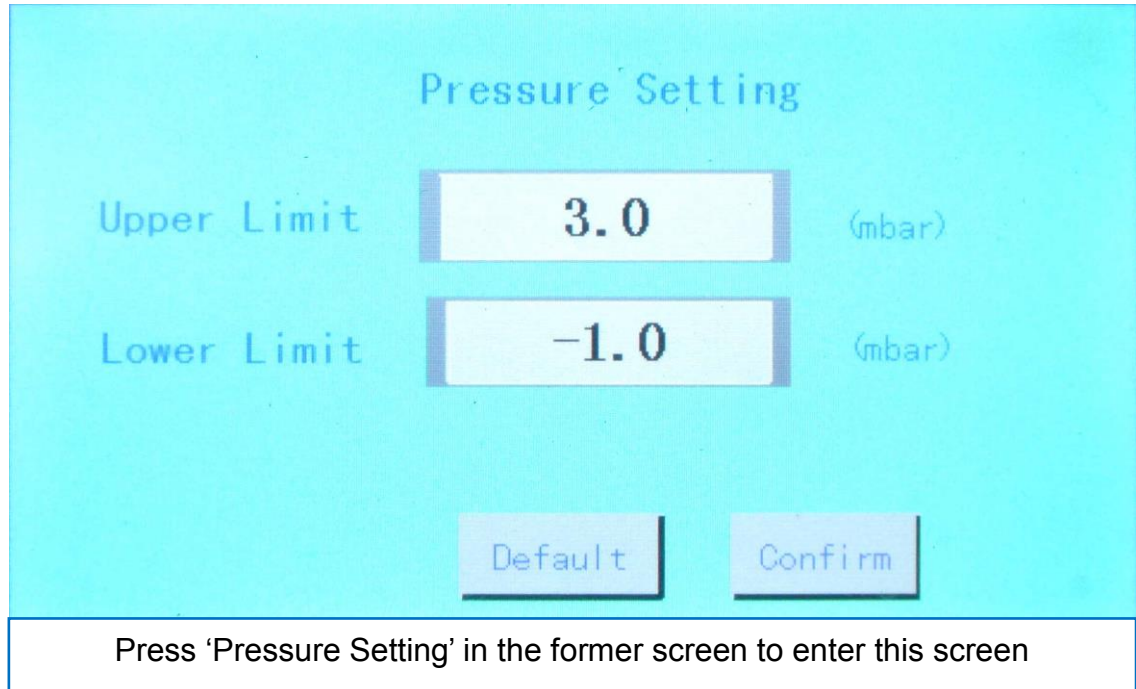 Pressure Setting
Upper Limit 3.0 (mbar)
Lower Limit -1.0 (mbar)
Default Confirm
Press ‘Pressure Setting’ in the former screen to enter this screen